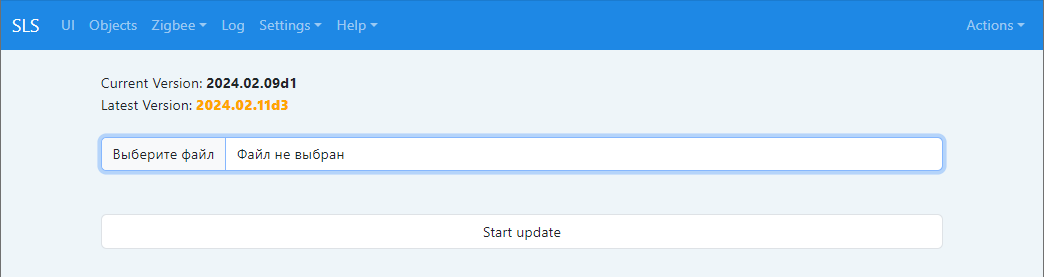 SLS UI Objects Zigbee Log Settings Help Actions
Current Version: 2024.02.09d1
Latest Version: 2024.02.11d3
Выберите файл Файл не выбран
Start update